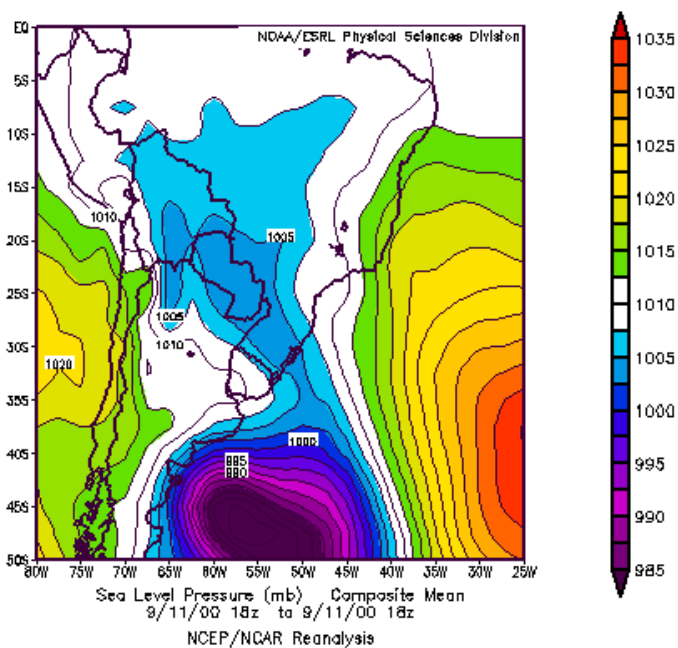 NOAA/ESRL Physical Sciences Division
EQ
5S
10S
15S
20S
25S
30S
35S
40S
45S
50S
80W 75W 70W 65W 60W 55W 50W 45W 40W 35W 30W 25W
1010
1005
1005
1010
1020
1000
985
980
1035
1030
1025
1020
1015
1010
1005
1000
995
990
985
Sea Level Pressure (mb) Composite Mean
9/11/00 18z to 9/11/00 18z
NCEP/NCAR Reanalysis